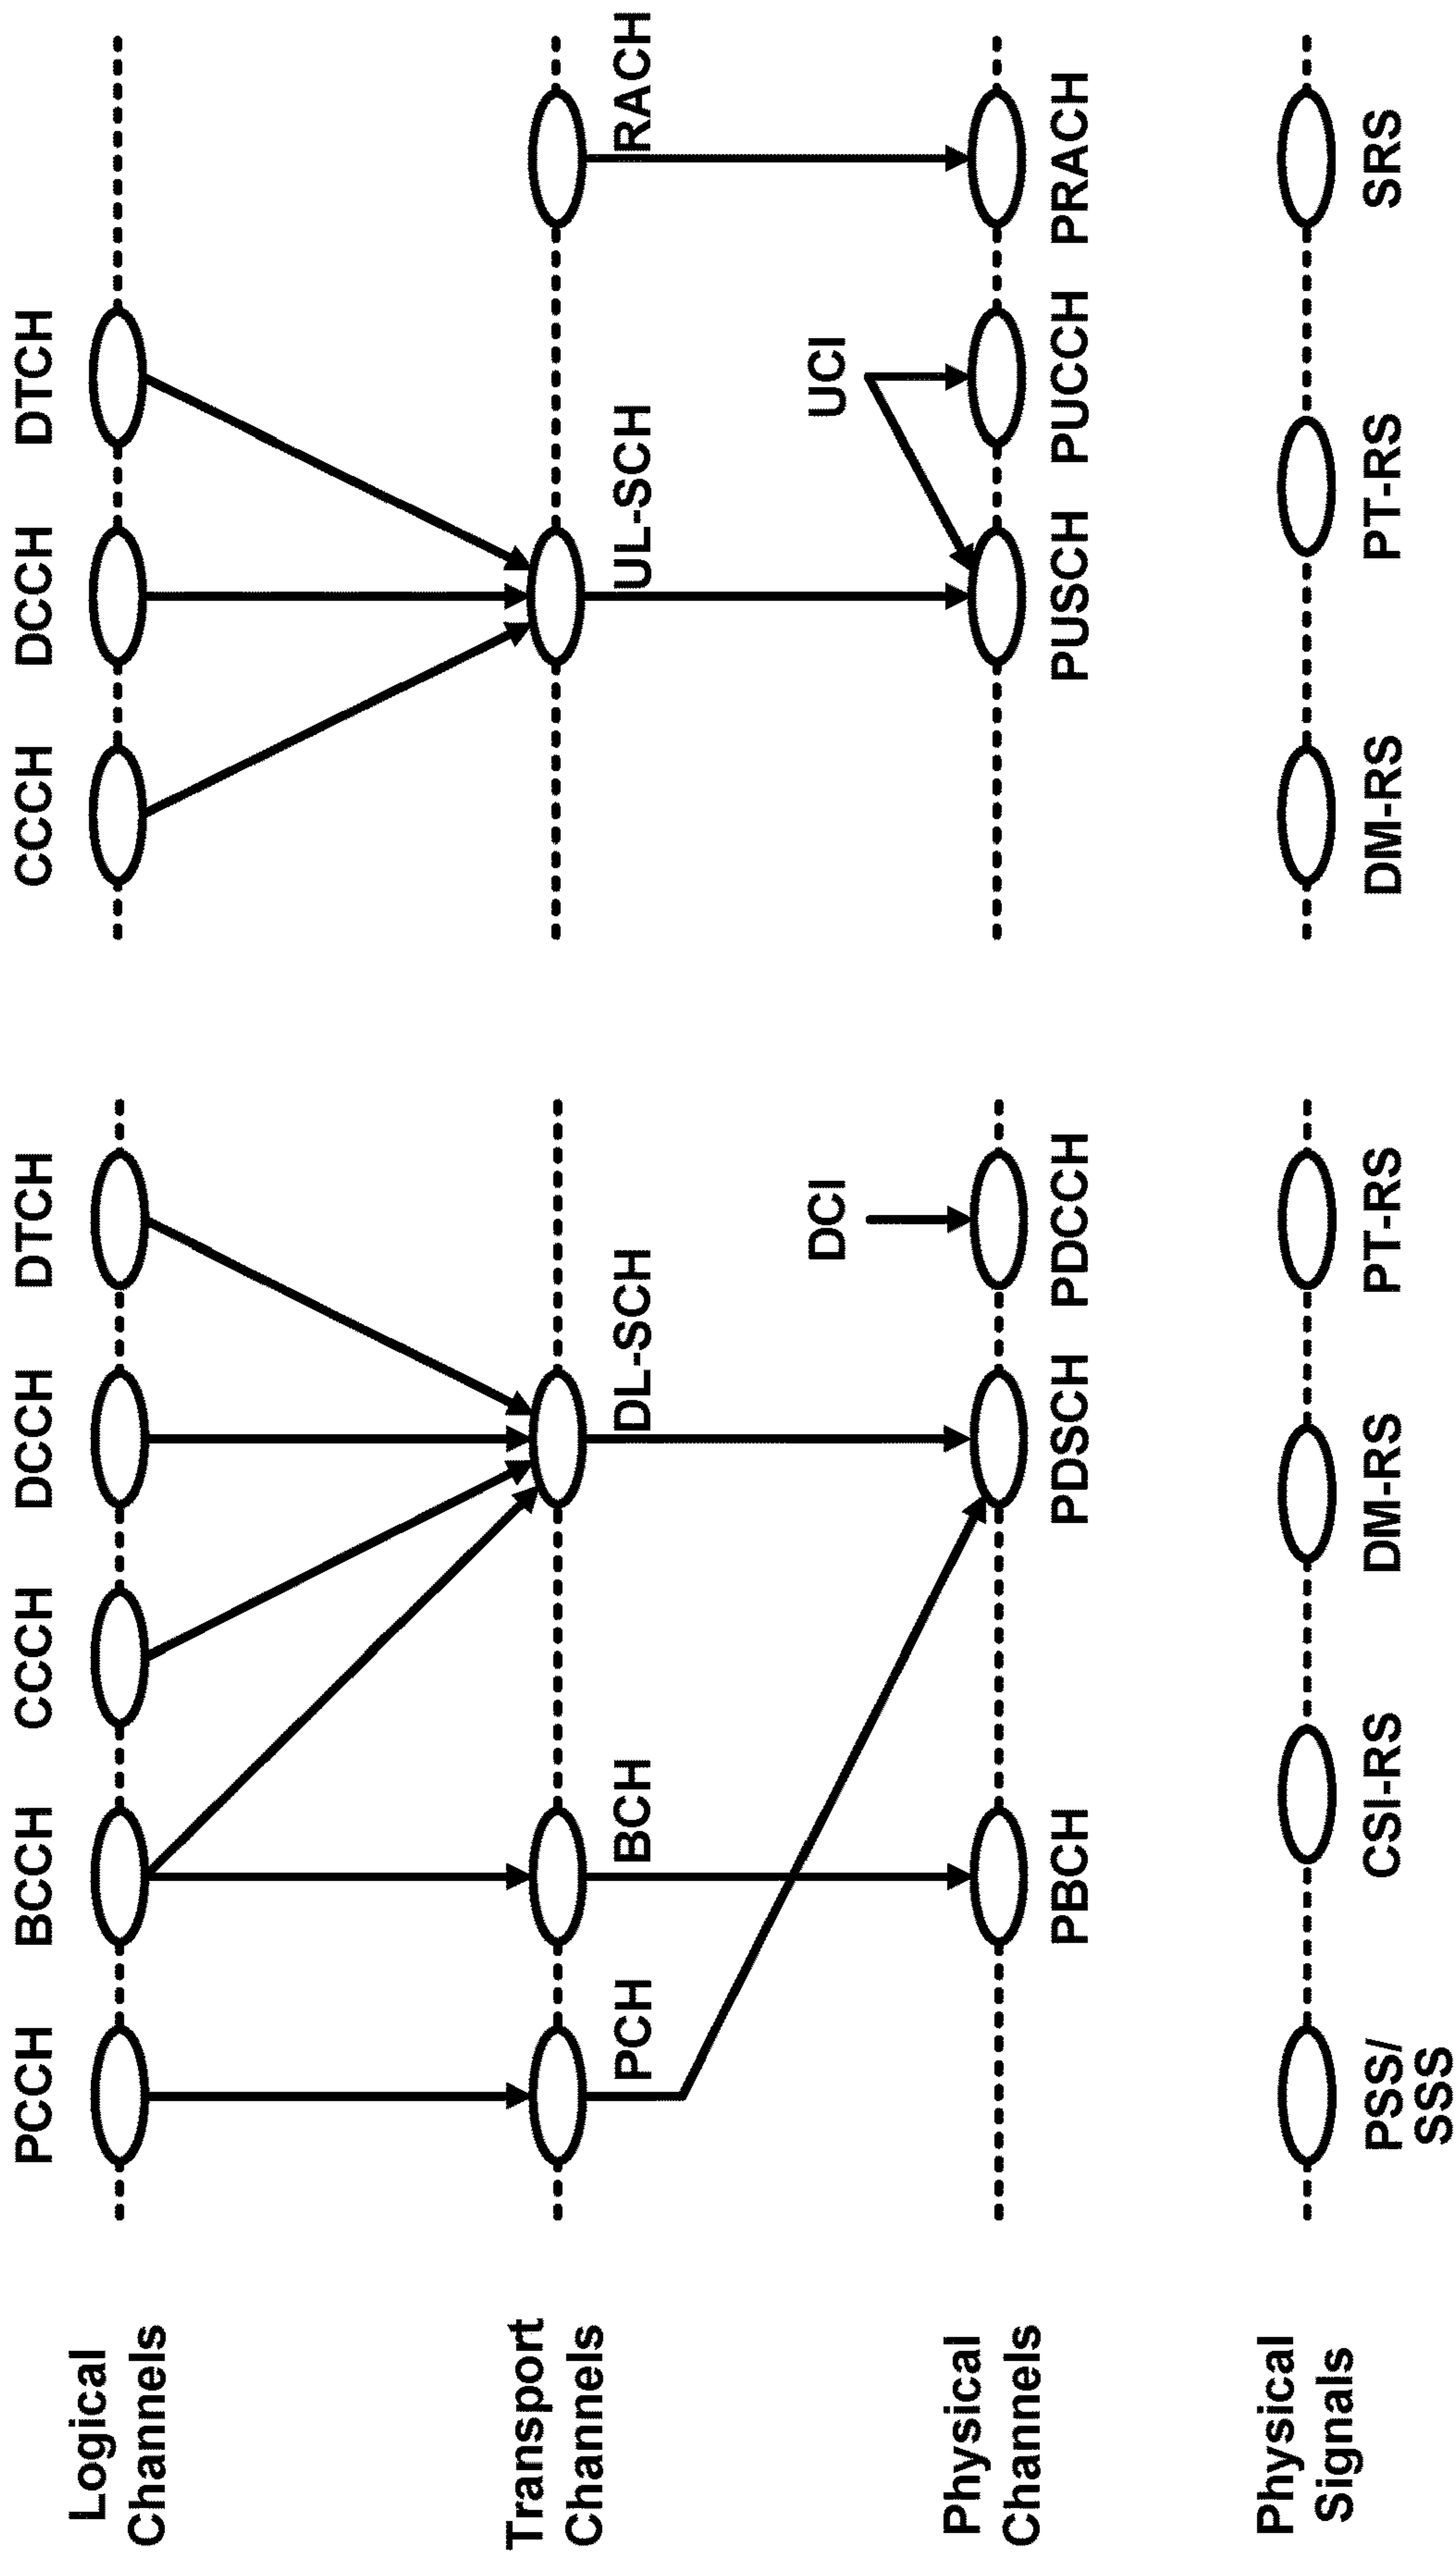 Logical
Channels
PCCH
BCCH
CCCH
DCCH
DTCH
CCCH
DCCH
DTCH
Transport
Channels
PCH
BCH
DL-SCH
UL-SCH
RACH
DCI
UCI
Physical
Channels
PBCH
PDSCH
PDCCH
PUSCH
PUCCH
PRACH
Physical
Signals
PSS/
SSS
CSI-RS
DM-RS
PT-RS
DM-RS
PT-RS
SRS